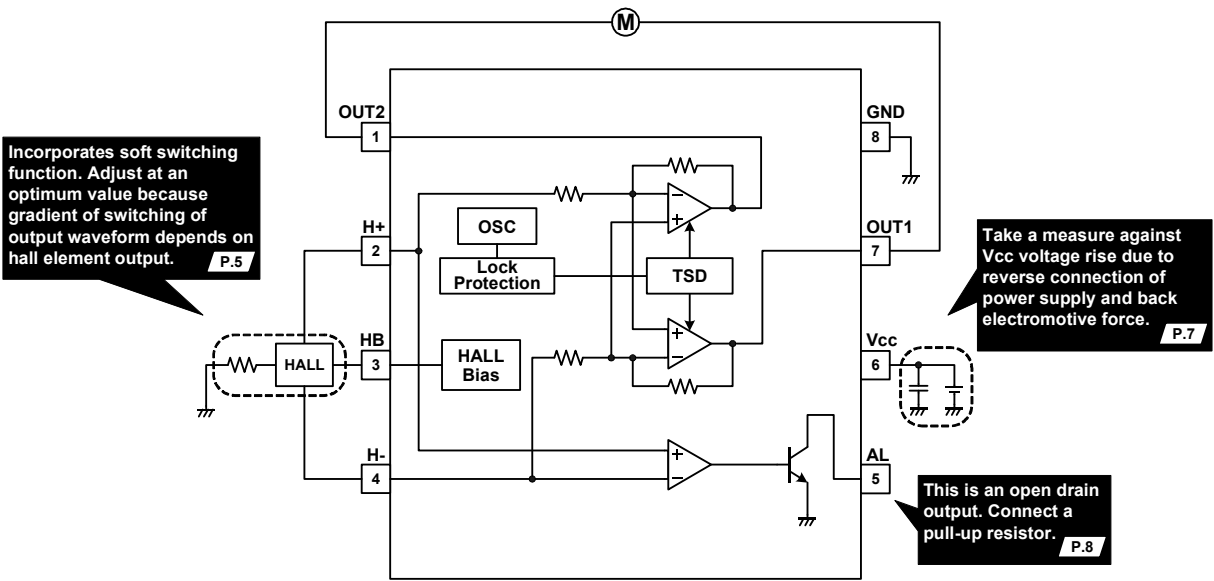 M
OUT2
1
GND
8
Incorporates soft switching
function. Adjust at an
optimum value because
gradient of switching of
output waveform depends on
hall element output.
P.5
H+
2
OSC
Lock
Protection
TSD
−
+
OUT1
7
Take a measure against
Vcc voltage rise due to
reverse connection of
power supply and back
electromotive force.
P.7
HALL
HB
3
HALL
Bias
+
−
Vcc
6
H-
4
+
−
AL
5
This is an open drain
output. Connect a
pull-up resistor.
P.8